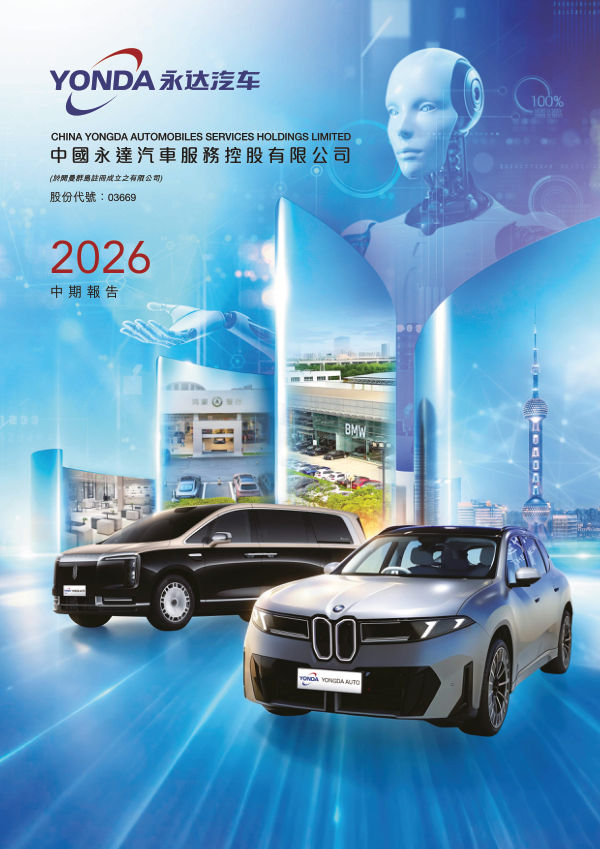 YONDA 永达汽车
CHINA YONGDA AUTOMOBILES SERVICES HOLDINGS LIMITED
中國永達汽車服務控股有限公司
(於開曼群島註冊成立之有限公司)
股份代號：03669
2026
中期報告
100%
BMW
YONDA YONGDA AUTO